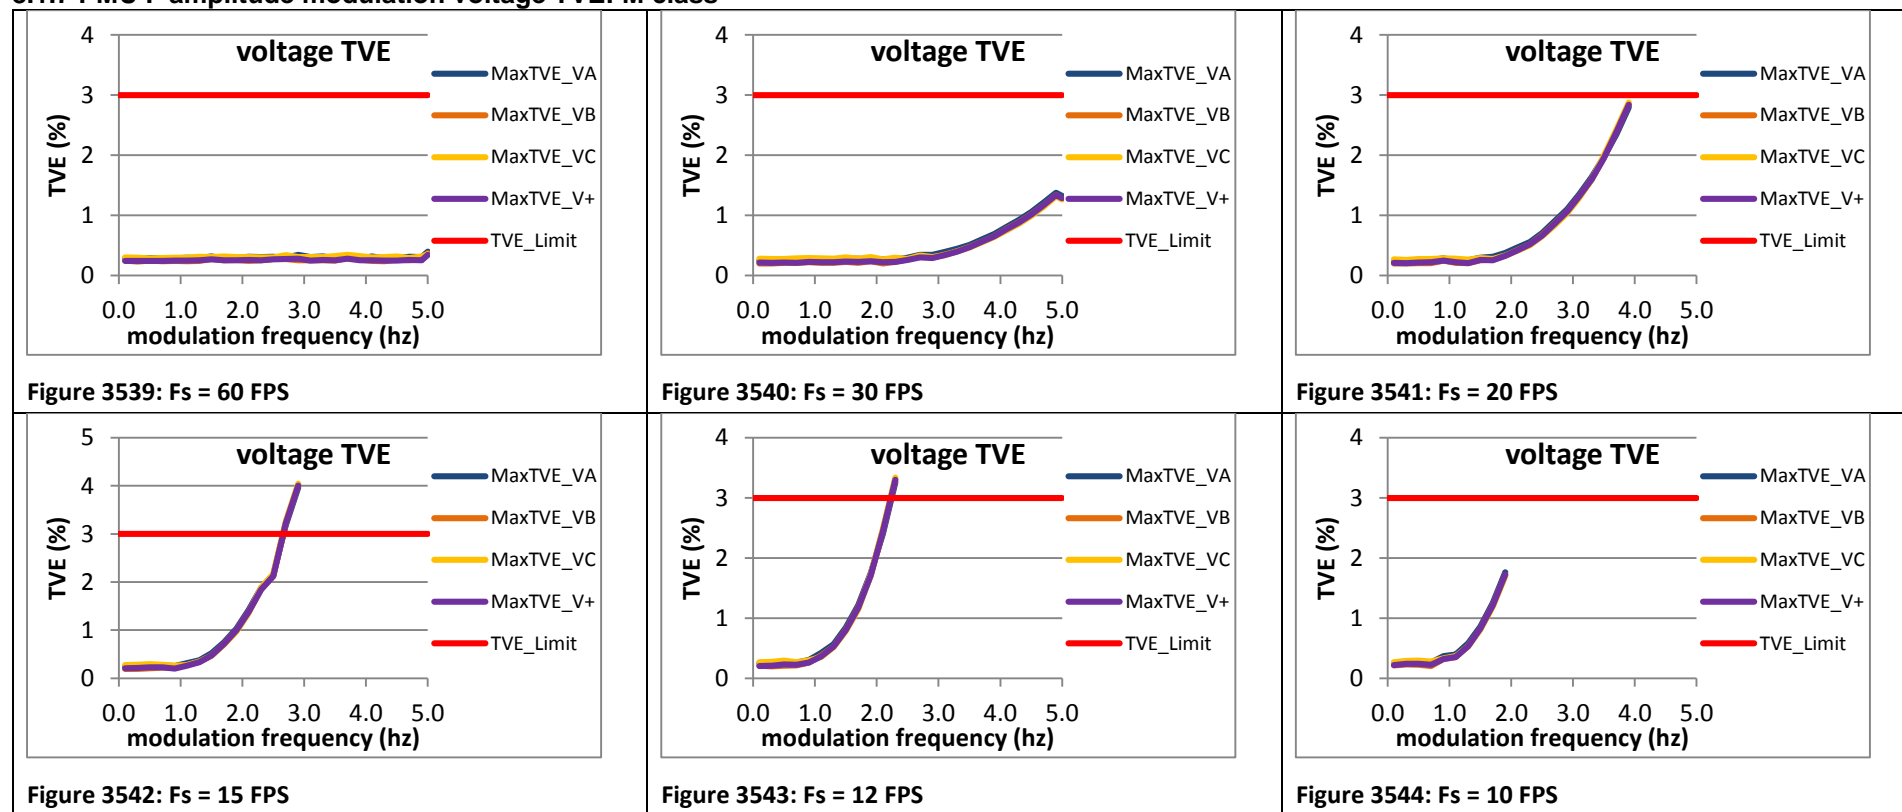 voltage TVE
4
3
2
1
0
TVE (%)
0.0 1.0 2.0 3.0 4.0 5.0
modulation frequency (hz)
MaxTVE_VA
MaxTVE_VB
MaxTVE_VC
MaxTVE_V+
TVE_Limit
Figure 3539: Fs = 60 FPS
voltage TVE
4
3
2
1
0
TVE (%)
0.0 1.0 2.0 3.0 4.0 5.0
modulation frequency (hz)
MaxTVE_VA
MaxTVE_VB
MaxTVE_VC
MaxTVE_V+
TVE_Limit
Figure 3540: Fs = 30 FPS
voltage TVE
4
3
2
1
0
TVE (%)
0.0 1.0 2.0 3.0 4.0 5.0
modulation frequency (hz)
MaxTVE_VA
MaxTVE_VB
MaxTVE_VC
MaxTVE_V+
TVE_Limit
Figure 3541: Fs = 20 FPS
voltage TVE
5
4
3
2
1
0
TVE (%)
0.0 1.0 2.0 3.0 4.0 5.0
modulation frequency (hz)
MaxTVE_VA
MaxTVE_VB
MaxTVE_VC
MaxTVE_V+
TVE_Limit
Figure 3542: Fs = 15 FPS
voltage TVE
4
3
2
1
0
TVE (%)
0.0 1.0 2.0 3.0 4.0 5.0
modulation frequency (hz)
MaxTVE_VA
MaxTVE_VB
MaxTVE_VC
MaxTVE_V+
TVE_Limit
Figure 3543: Fs = 12 FPS
voltage TVE
4
3
2
1
0
TVE (%)
0.0 1.0 2.0 3.0 4.0 5.0
modulation frequency (hz)
MaxTVE_VA
MaxTVE_VB
MaxTVE_VC
MaxTVE_V+
TVE_Limit
Figure 3544: Fs = 10 FPS